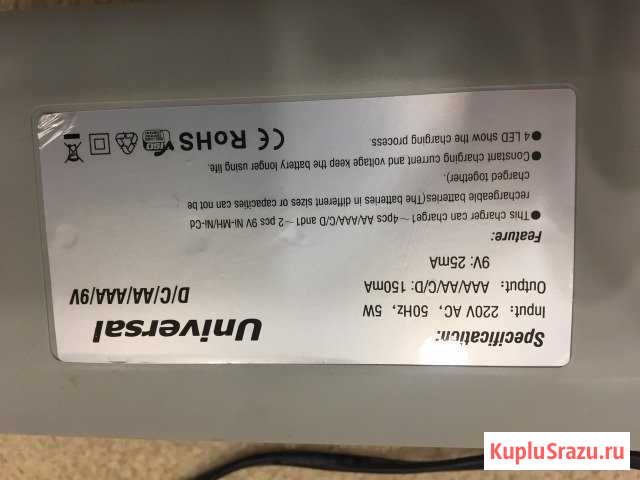 Specification:
Universal
Input: 220V AC, 50Hz, 5W
D/C/AA/AAA/9V
Output: AAA/AA/C/D: 150mA
9V: 25mA
Feature:
● This charger can charge1~4pcs AA/AAA/C/D and1~2 pcs 9V Ni-MH/Ni-Cd
rechargeable batteries(The batteries in different sizes or capacities can not be
charged together).
● Constant charging current and voltage keep the battery longer using life.
● 4 LED show the charging process.
CE RoHS
KupluSrazu.ru